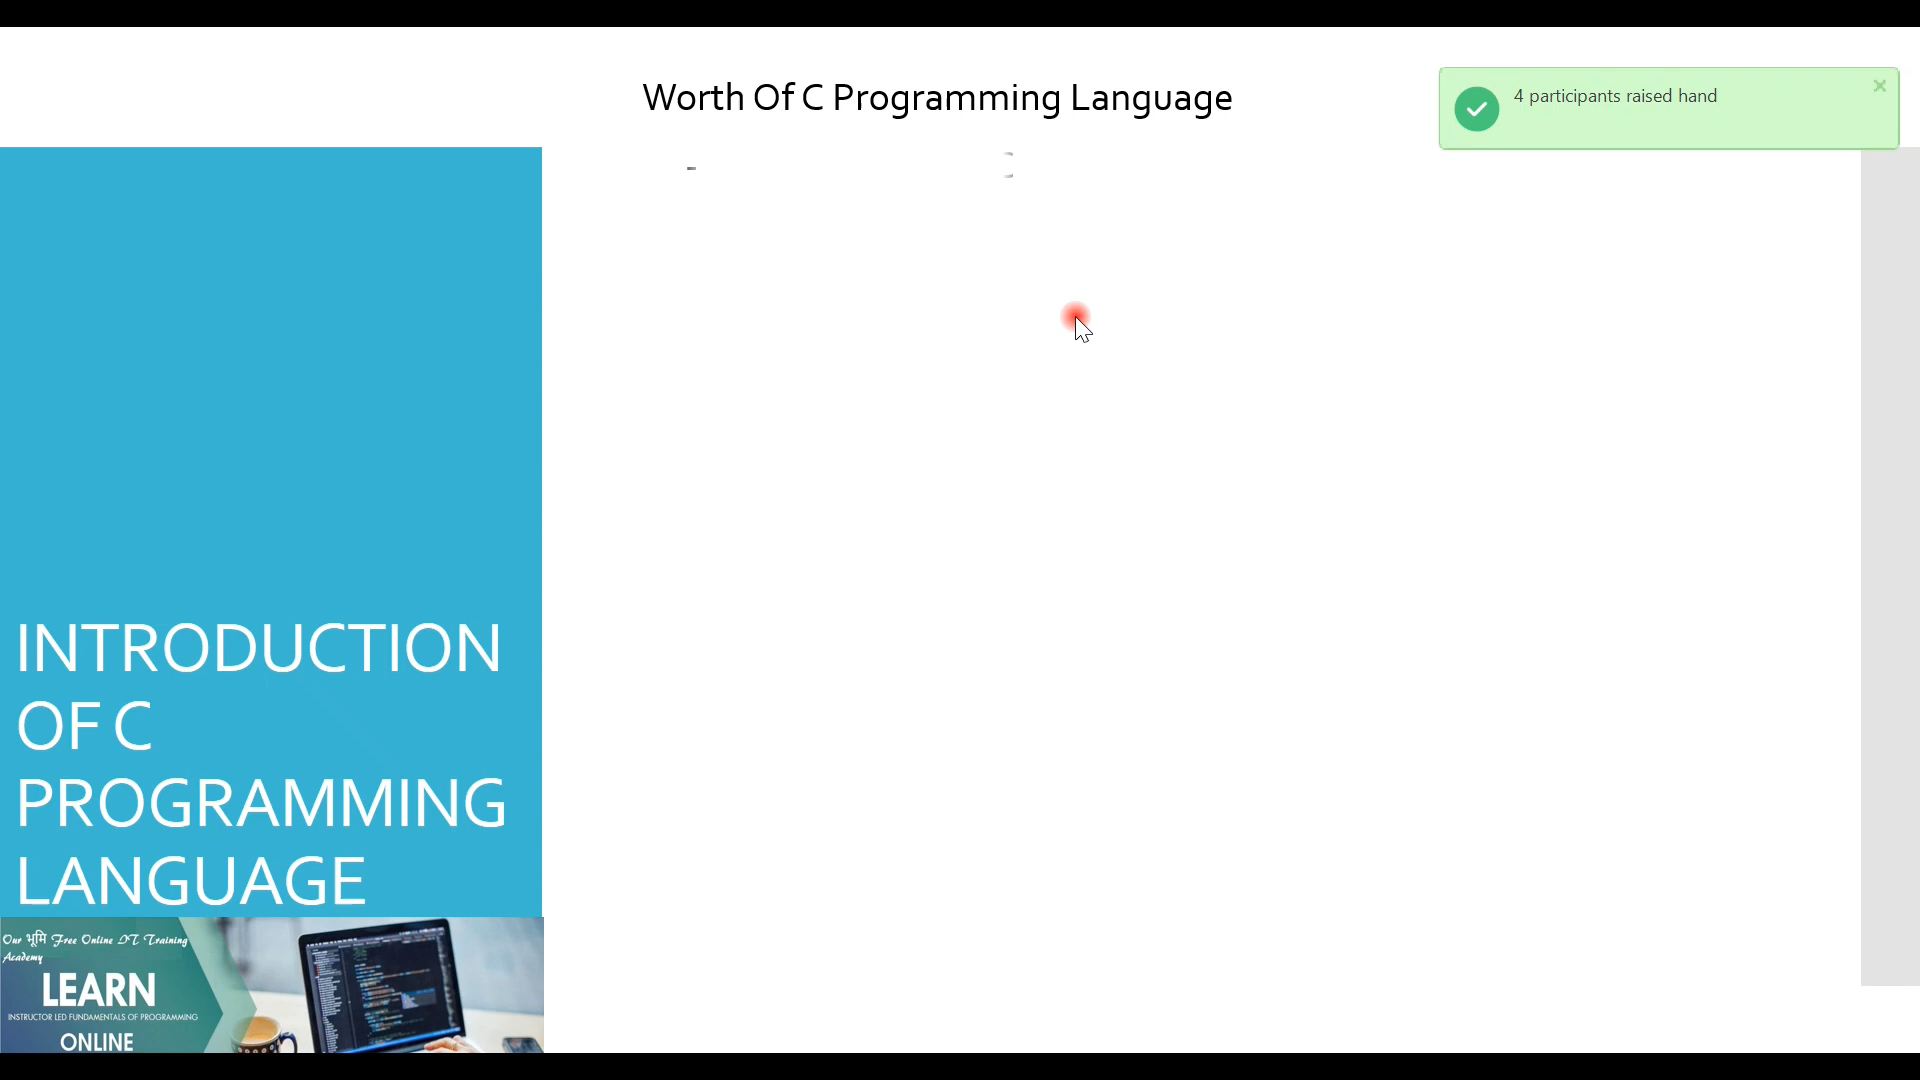 Worth Of C Programming Language
4 participants raised hand
INTRODUCTION
OF C
PROGRAMMING
LANGUAGE
Our भूमि Free Online IT Training
Academy
LEARN
INSTRUCTOR LED FUNDAMENTALS OF PROGRAMMING
ONLINE